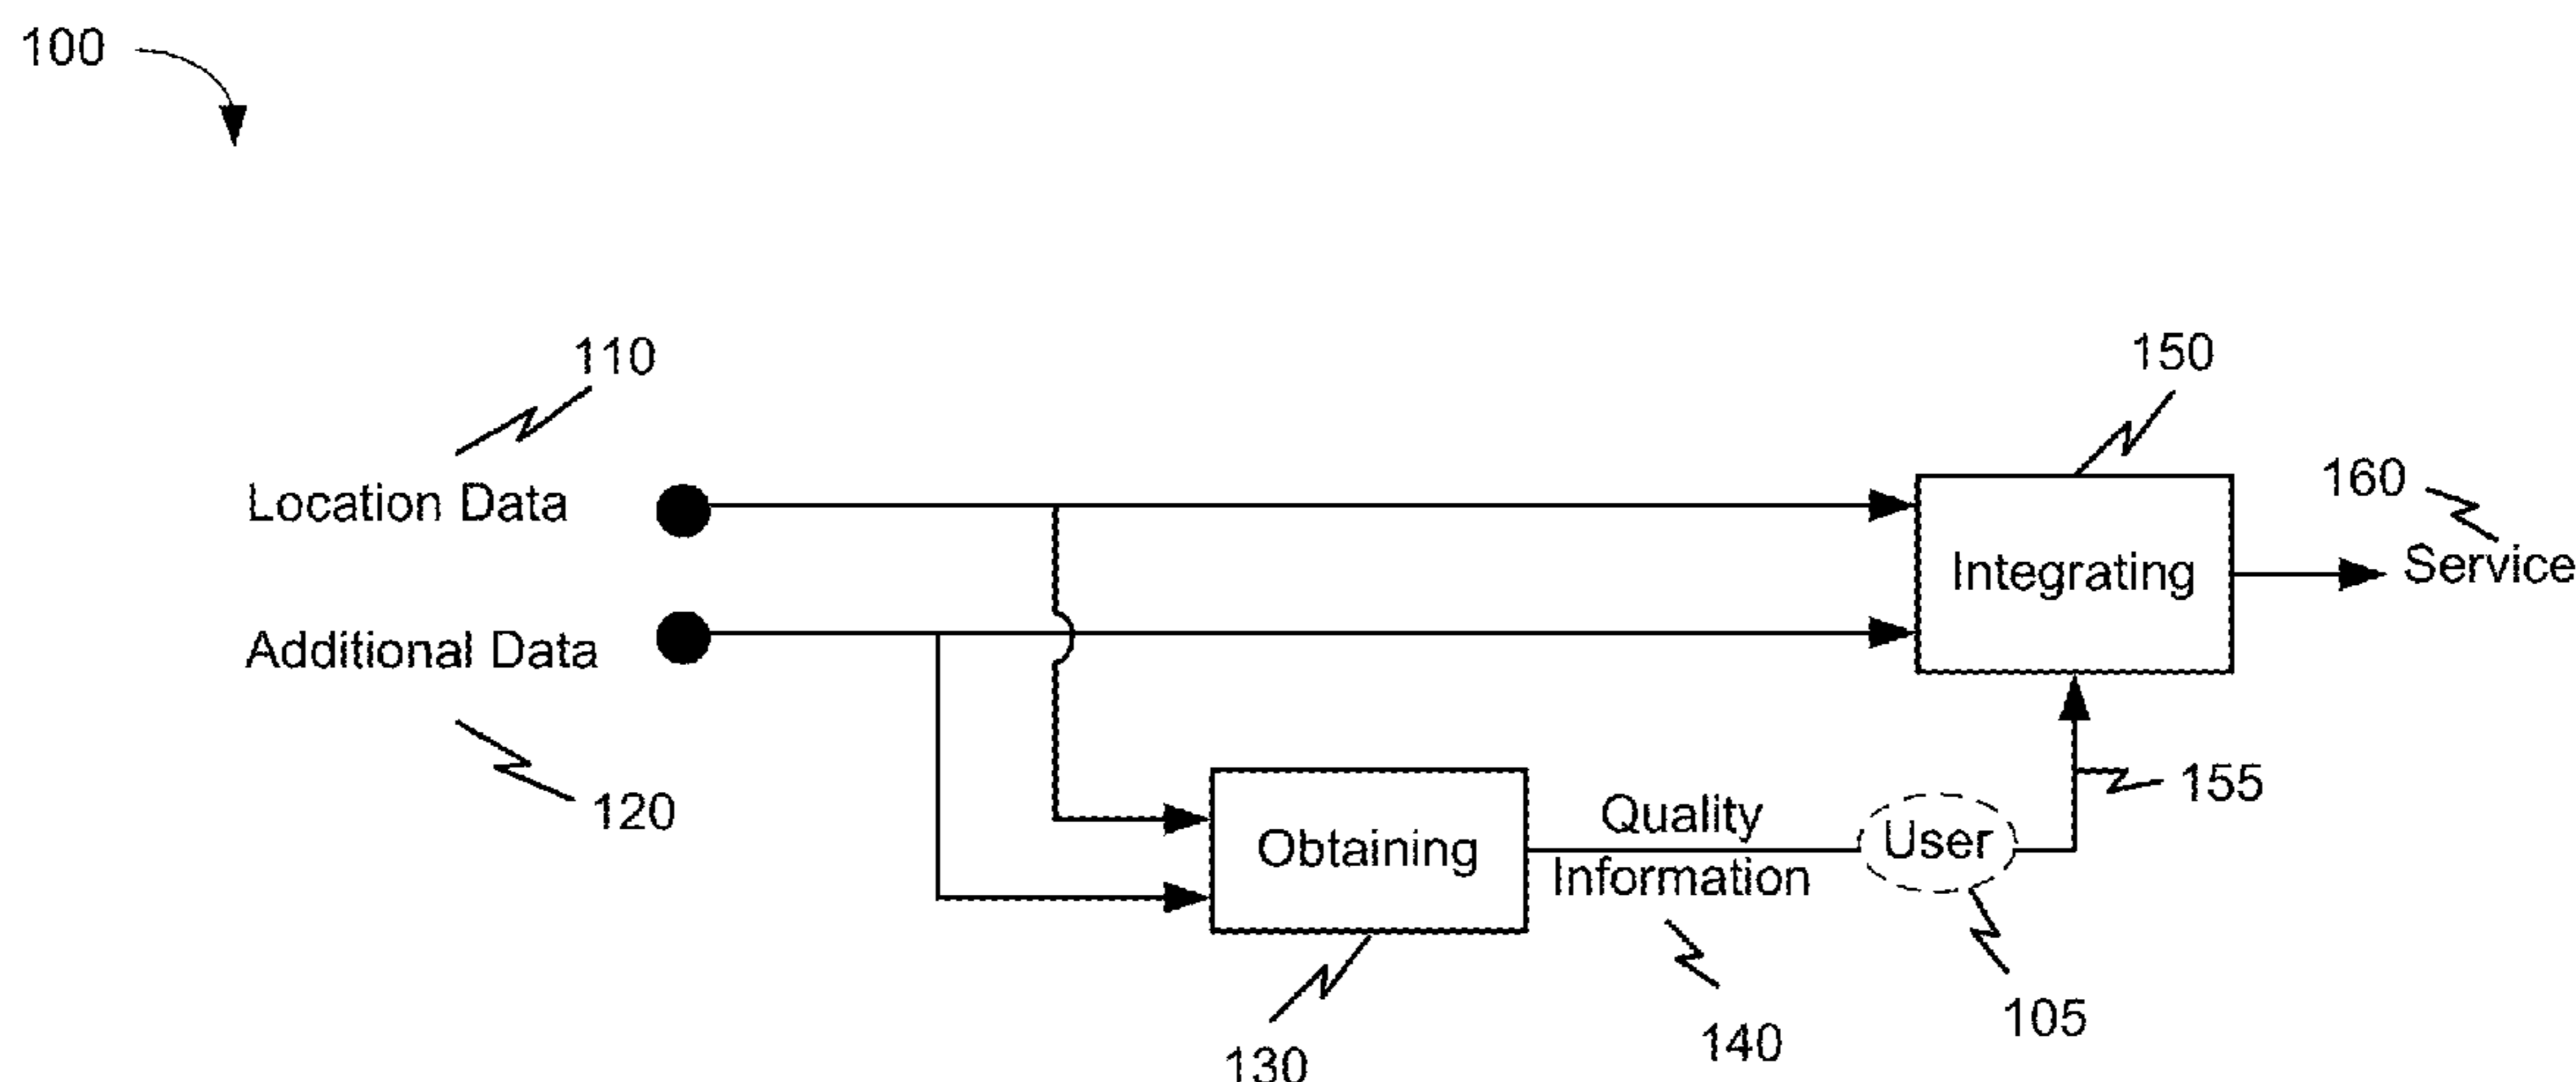 100
110
150
160
Location Data
Integrating
Service
Additional Data
120
155
Quality
Information
User
Obtaining
105
140
130